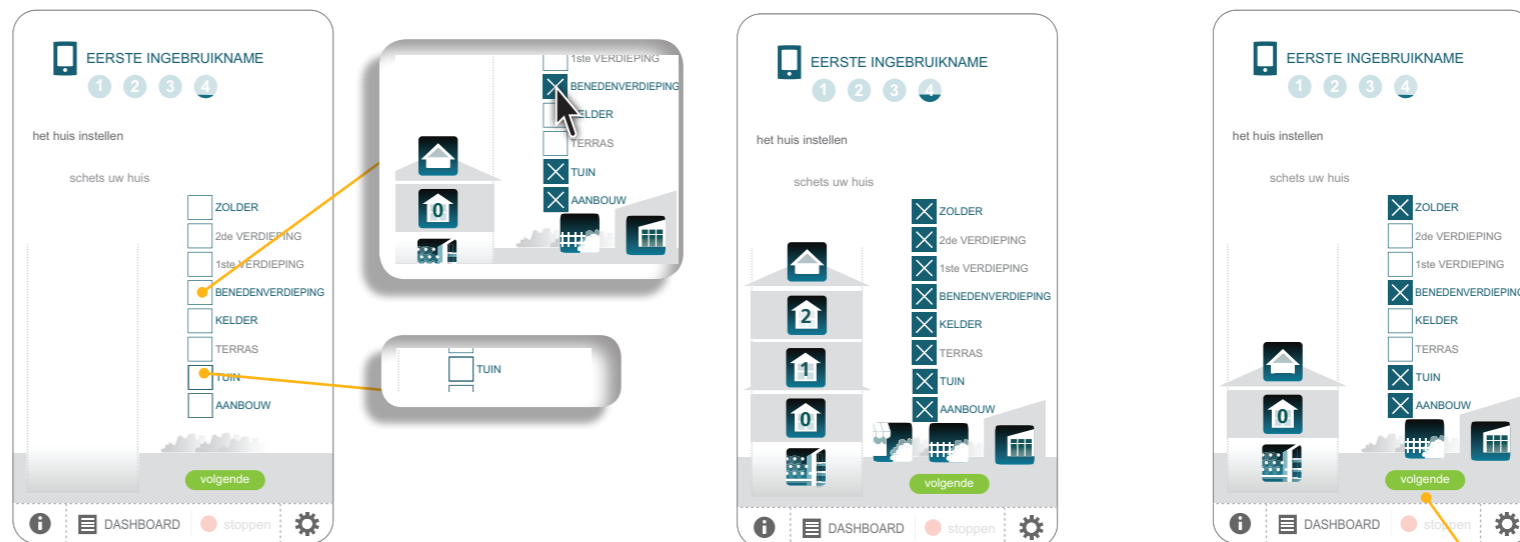 EERSTE INGEBRUIKNAME
1 2 3 4
het huis instellen
schets uw huis
ZOLDER
2de VERDIEPING
1ste VERDIEPING
BENEDENVERDIEPING
KELDER
TERRAS
TUIN
AANBOUW
volgende
DASHBOARD
stoppen
1ste VERDIEPING
BENEDENVERDIEPING
KELDER
TERRAS
TUIN
AANBOUW
0
TUIN
EERSTE INGEBRUIKNAME
1 2 3 4
het huis instellen
schets uw huis
ZOLDER
2de VERDIEPING
1ste VERDIEPING
BENEDENVERDIEPING
KELDER
TERRAS
TUIN
AANBOUW
2
1
0
volgende
DASHBOARD
stoppen
EERSTE INGEBRUIKNAME
1 2 3 4
het huis instellen
schets uw huis
ZOLDER
2de VERDIEPING
1ste VERDIEPING
BENEDENVERDIEPING
KELDER
TERRAS
TUIN
AANBOUW
0
volgende
DASHBOARD
stoppen